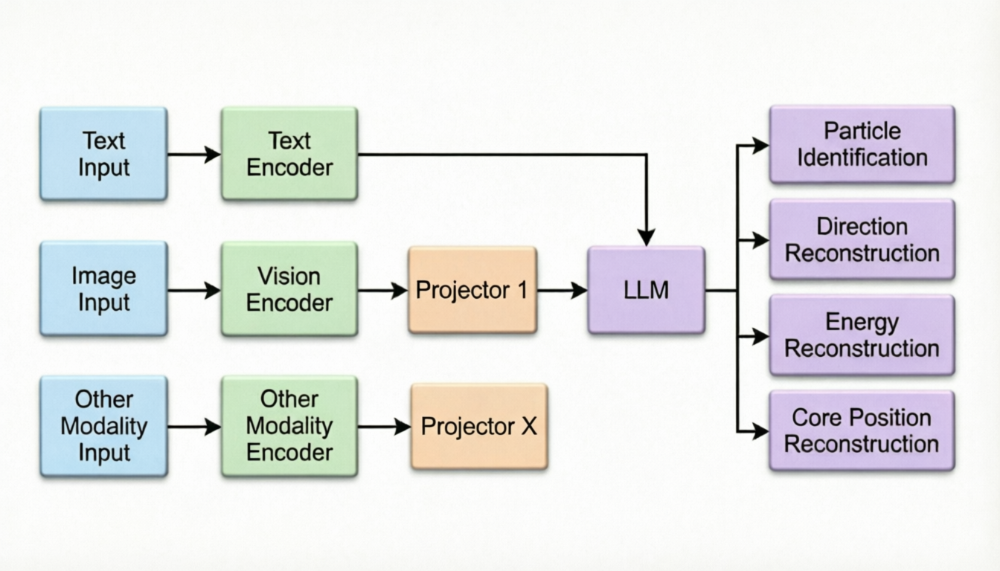 Text
Input
Text
Encoder
Image
Input
Vision
Encoder
Projector 1
LLM
Other
Modality
Input
Other
Modality
Encoder
Projector X
Particle
Identification
Direction
Reconstruction
Energy
Reconstruction
Core Position
Reconstruction